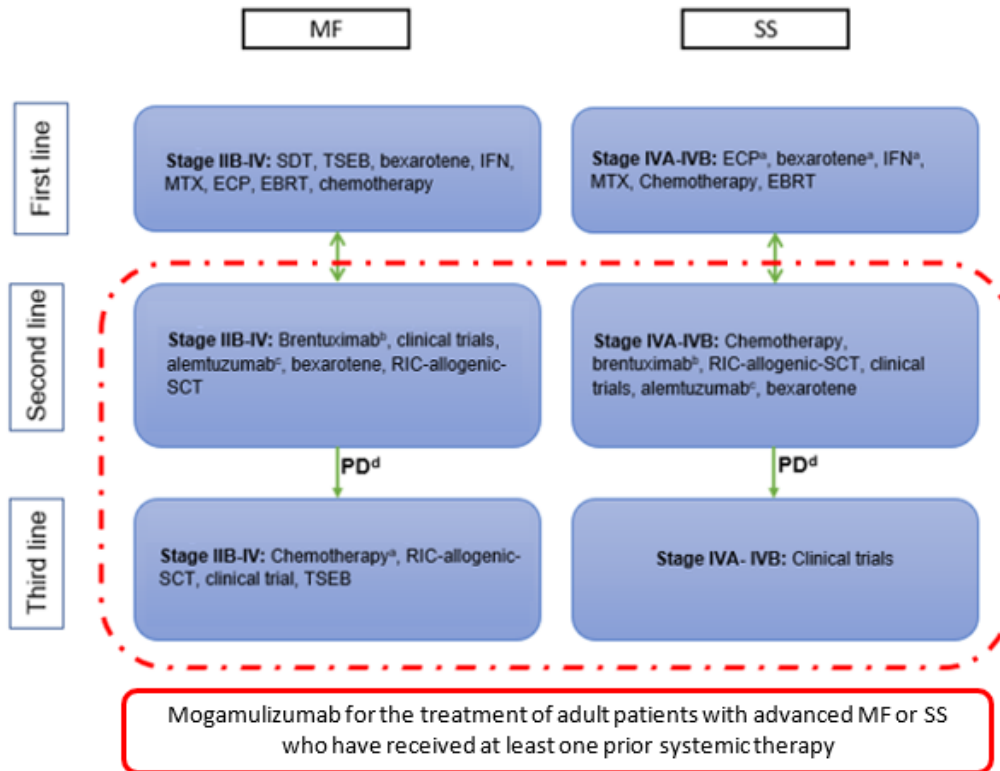 MF
SS
First line
Stage IIB-IV: SDT, TSEB, bexarotene, IFN,
MTX, ECP, EBRT, chemotherapy
Stage IVA-IVB: ECPᵃ, bexaroteneᵃ, IFNᵃ,
MTX, Chemotherapy, EBRT
Second line
Stage IIB-IV: Brentuximabᵇ, clinical trials,
alemtuzumabᶜ, bexarotene, RIC-allogenic-
SCT
Stage IVA-IVB: Chemotherapy,
brentuximabᵇ, RIC-allogenic-SCT, clinical
trials, alemtuzumabᶜ, bexarotene
PDᵈ
PDᵈ
Third line
Stage IIB-IV: Chemotherapyᵃ, RIC-allogenic-
SCT, clinical trial, TSEB
Stage IVA- IVB: Clinical trials
Mogamulizumab for the treatment of adult patients with advanced MF or SS
who have received at least one prior systemic therapy